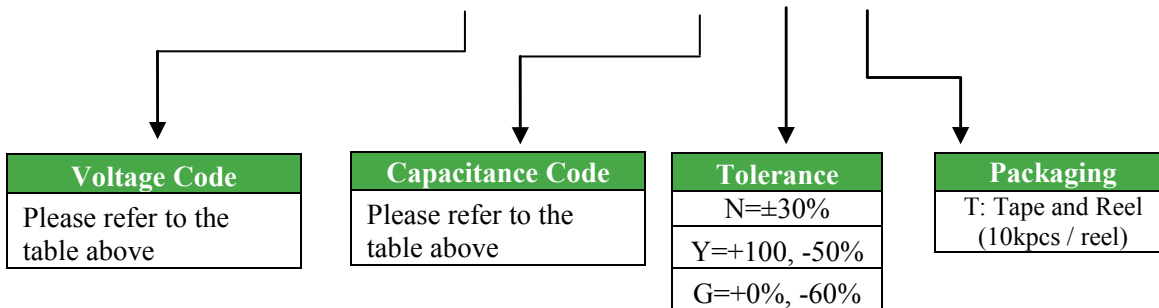 Voltage Code
Please refer to the
table above
Capacitance Code
Please refer to the
table above
Tolerance
N=±30%
Y=+100, -50%
G=+0%, -60%
Packaging
T: Tape and Reel
(10kpcs / reel)